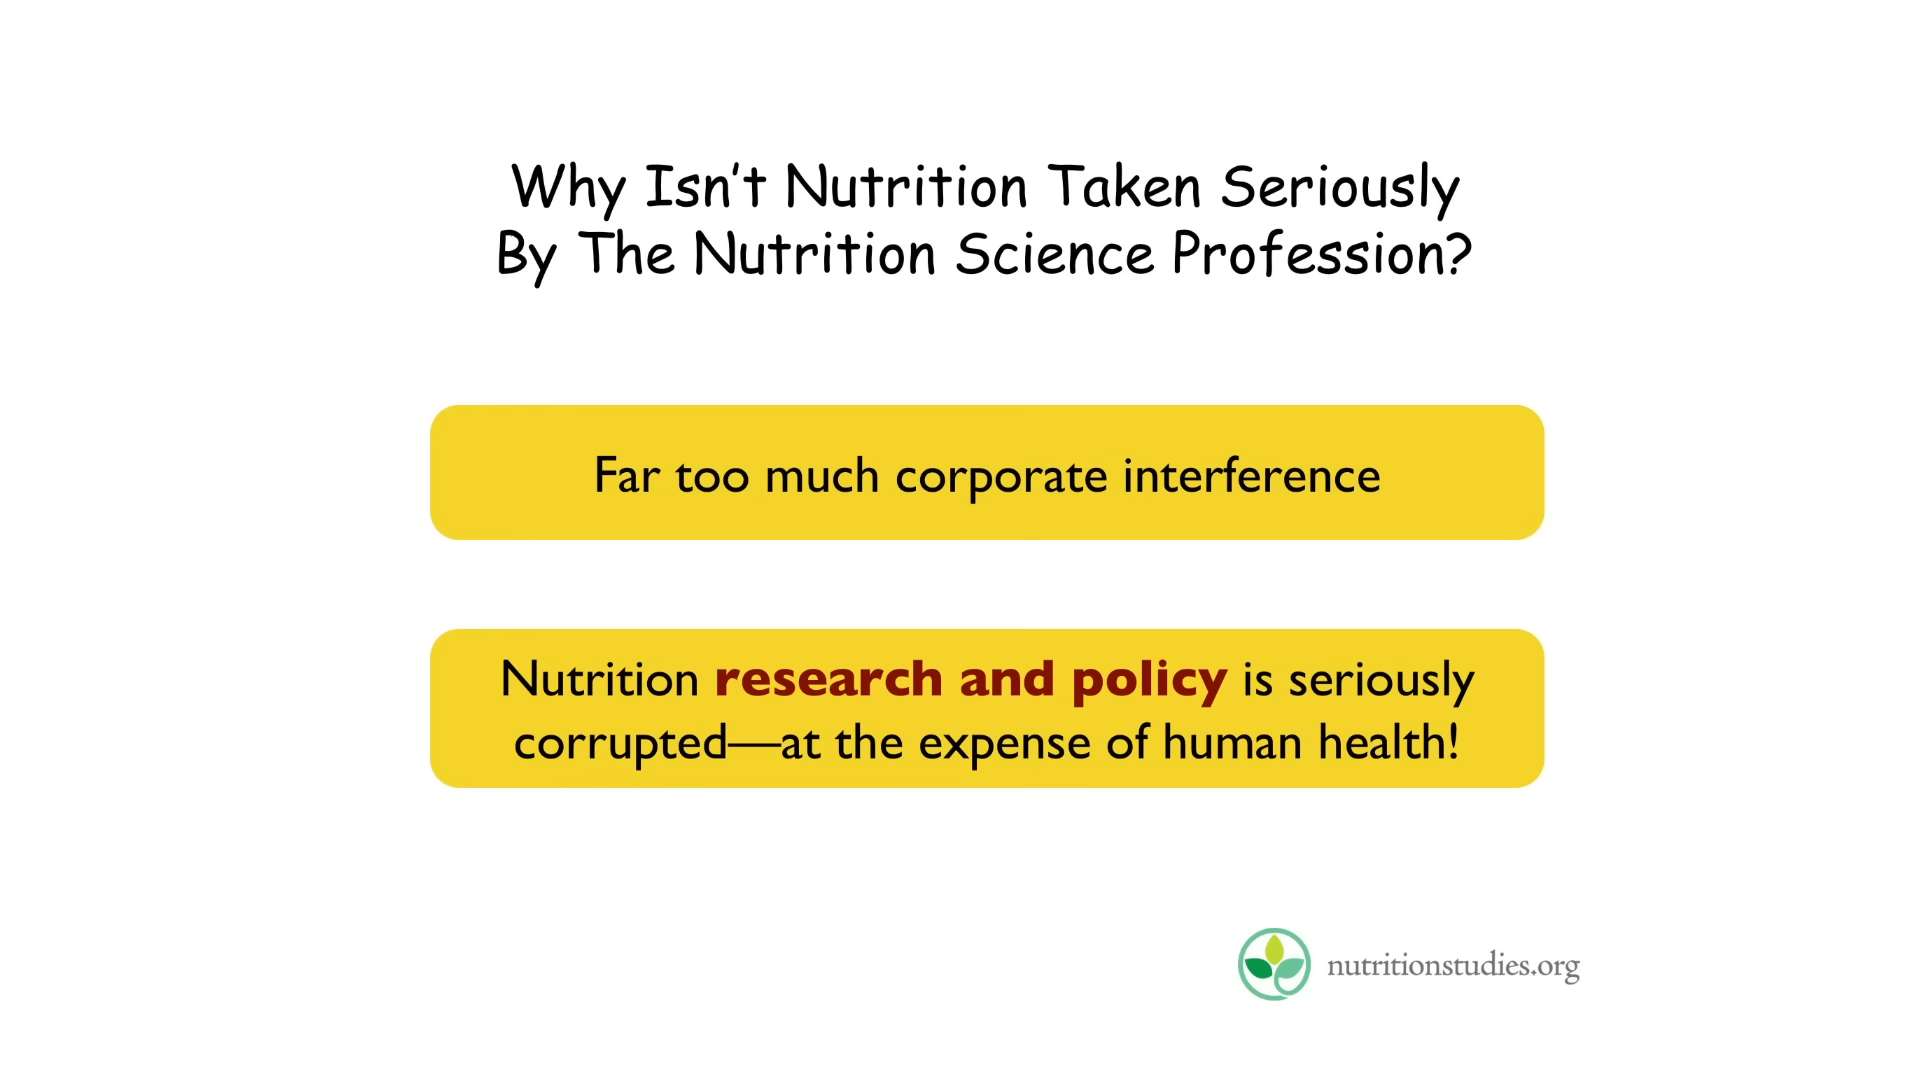 Why Isn’t Nutrition Taken Seriously
By The Nutrition Science Profession?
Far too much corporate interference
Nutrition research and policy is seriously
corrupted—at the expense of human health!
nutritionstudies.org